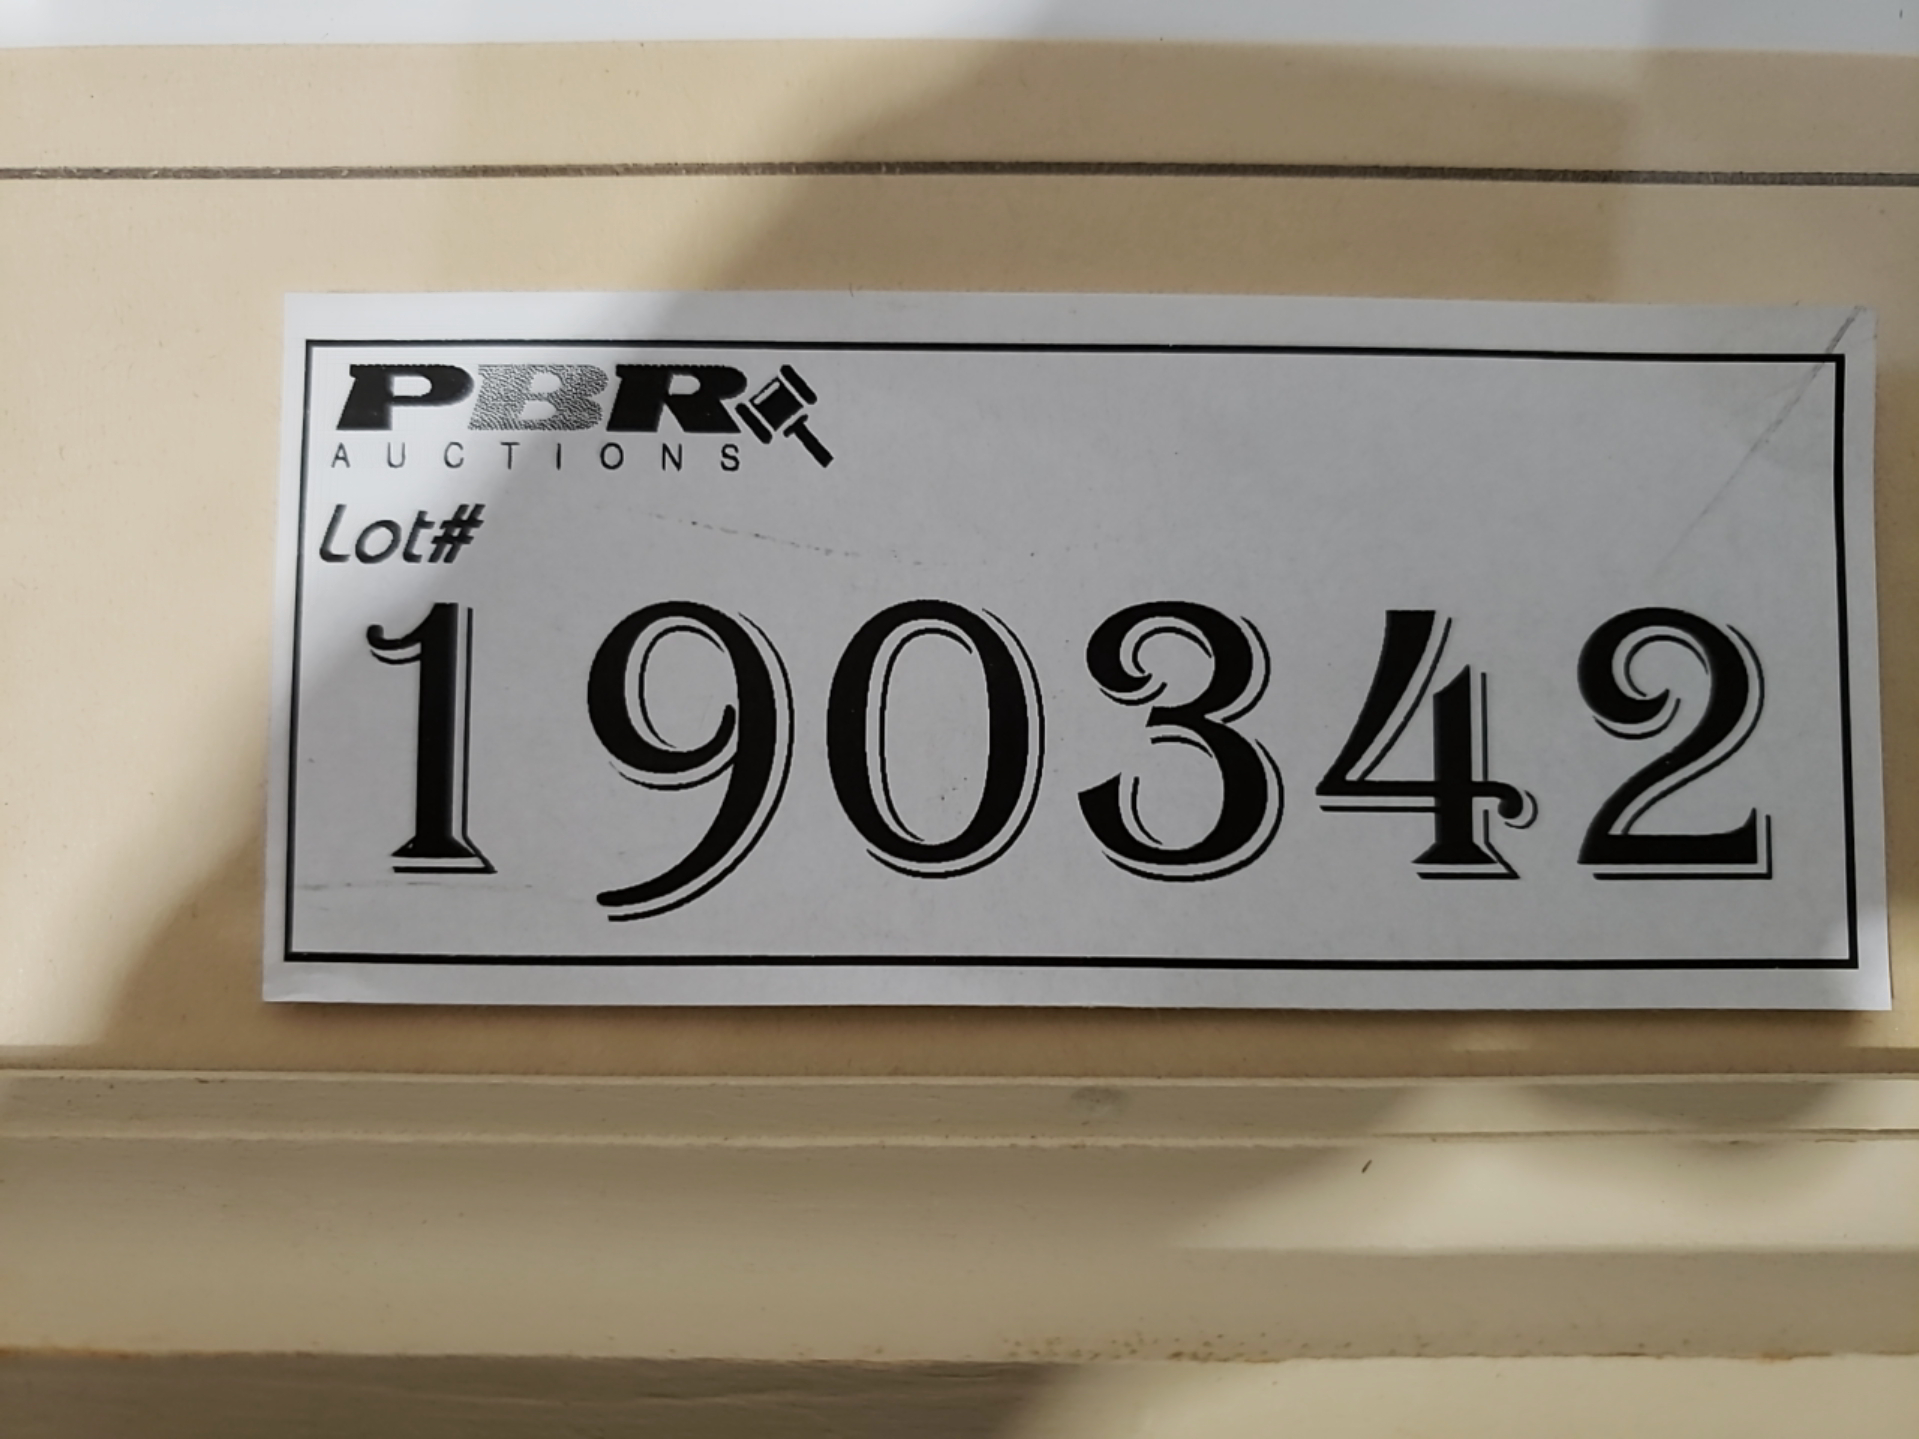 PBR
AUCTIONS
Lot#
190342